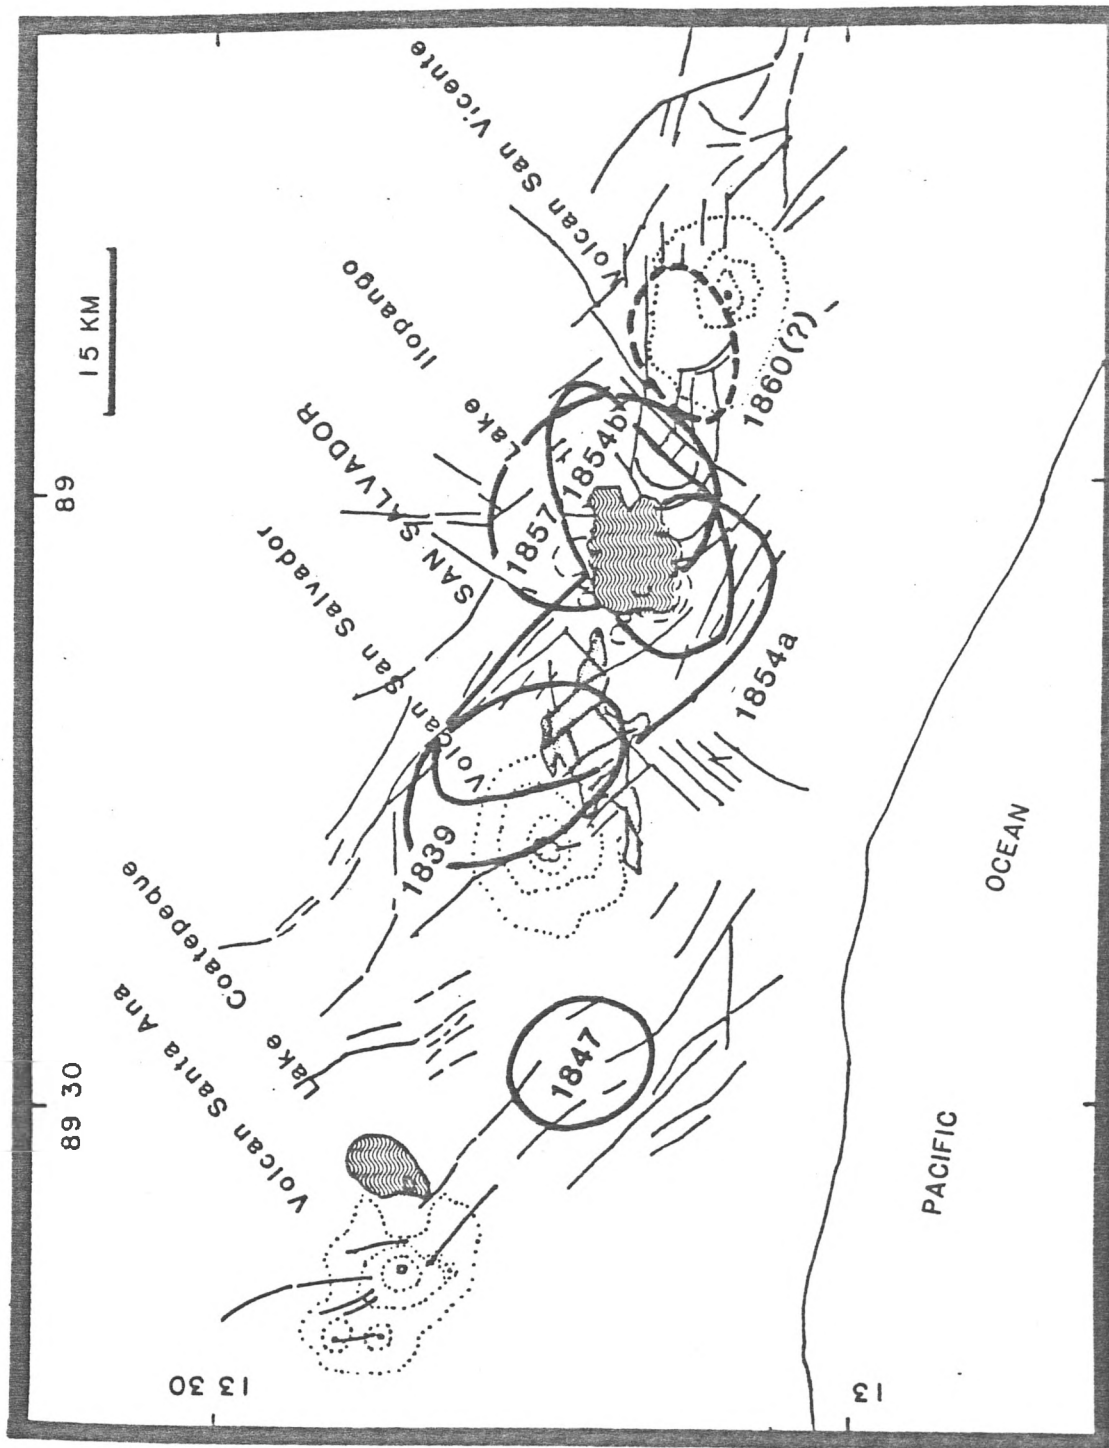 89 30
89
15 KM
Volcan Santa Ana
Lake Coatepeque
Volcan San Salvador
SAN SALVADOR
Lake Ilopango
Volcan San Vicente
13 30
13
1839
1847
1857
1854b
1854a
1860(?)
PACIFIC
OCEAN